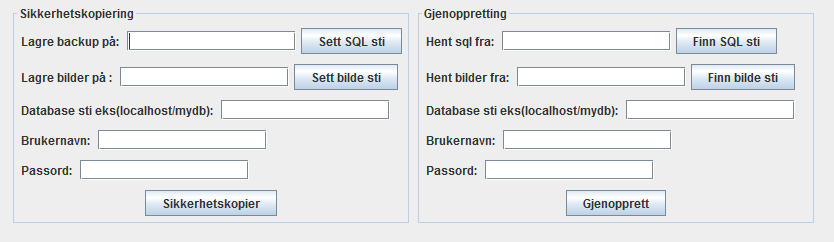 Sikkerhetskopiering
Lagre backup på: Sett SQL sti
Lagre bilder på : Sett bilde sti
Database sti eks(localhost/mydb):
Brukernavn:
Passord:
Sikkerhetskopier
Gjenoppretting
Hent sql fra: Finn SQL sti
Hent bilder fra: Finn bilde sti
Database sti eks(localhost/mydb):
Brukernavn:
Passord:
Gjenopprett